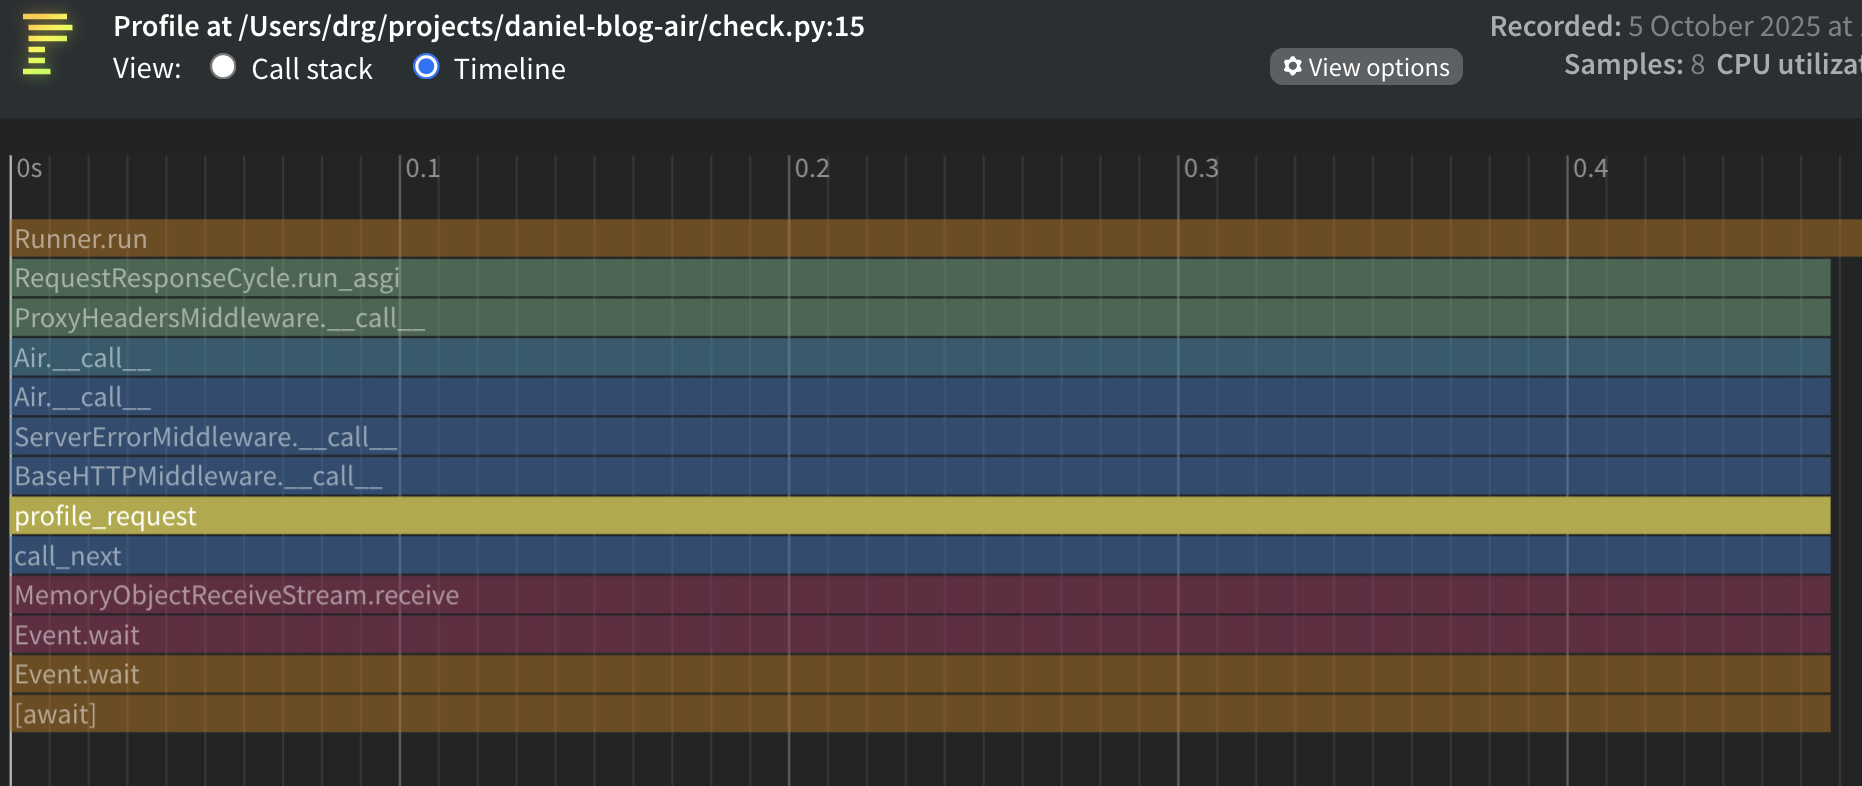 Profile at /Users/drg/projects/daniel-blog-air/check.py:15
Recorded: 5 October 2025 at
View: Call stack Timeline
View options
Samples: 8 CPU utilizat
0s 0.1 0.2 0.3 0.4
Runner.run
RequestResponseCycle.run_asgi
ProxyHeadersMiddleware.__call__
Air.__call__
Air.__call__
ServerErrorMiddleware.__call__
BaseHTTPMiddleware.__call__
profile_request
call_next
MemoryObjectReceiveStream.receive
Event.wait
Event.wait
[await]